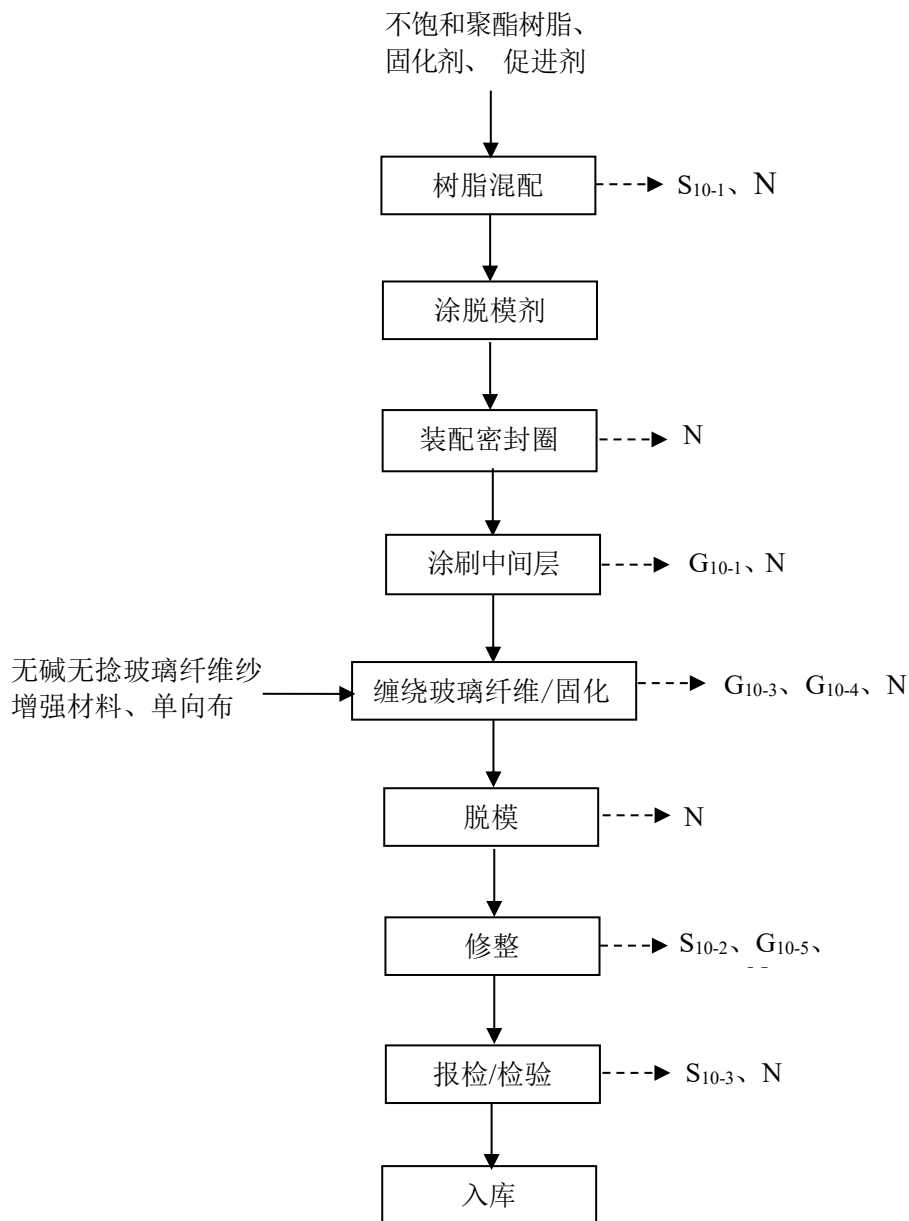 不饱和聚酯树脂、
固化剂、 促进剂
树脂混配
S10-1、N
涂脱模剂
装配密封圈
N
涂刷中间层
G10-1、N
无碱无捻玻璃纤维纱
增强材料、单向布
缠绕玻璃纤维/固化
G10-3、G10-4、N
脱模
N
修整
S10-2、G10-5、
报检/检验
S10-3、N
入库